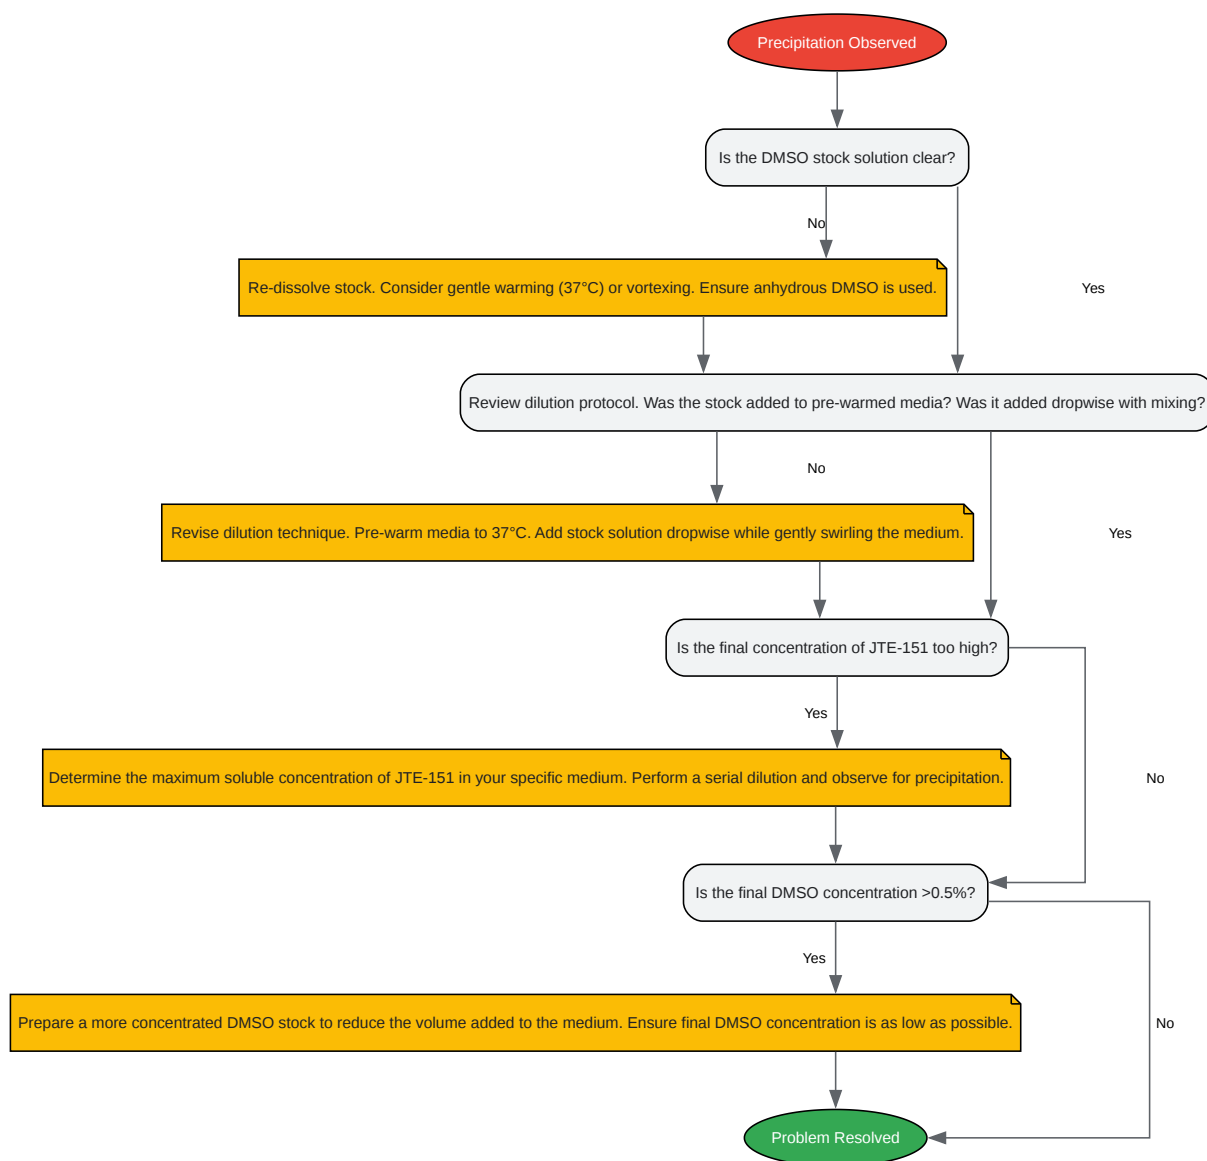 Precipitation Observed
Is the DMSO stock solution clear?
No
Re-dissolve stock. Consider gentle warming (37°C) or vortexing. Ensure anhydrous DMSO is used.
Yes
Review dilution protocol. Was the stock added to pre-warmed media? Was it added dropwise with mixing?
No
Revise dilution technique. Pre-warm media to 37°C. Add stock solution dropwise while gently swirling the medium.
Yes
Is the final concentration of JTE-151 too high?
Yes
Determine the maximum soluble concentration of JTE-151 in your specific medium. Perform a serial dilution and observe for precipitation.
No
Is the final DMSO concentration >0.5%?
Yes
Prepare a more concentrated DMSO stock to reduce the volume added to the medium. Ensure final DMSO concentration is as low as possible.
No
Problem Resolved